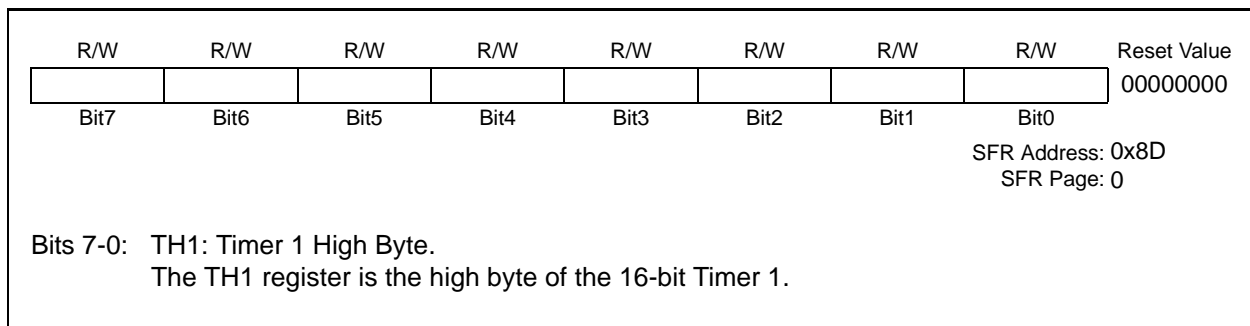 R/W R/W R/W R/W R/W R/W R/W R/W Reset Value
00000000
Bit7 Bit6 Bit5 Bit4 Bit3 Bit2 Bit1 Bit0
SFR Address: 0x8D
SFR Page: 0
Bits 7-0: TH1: Timer 1 High Byte.
The TH1 register is the high byte of the 16-bit Timer 1.